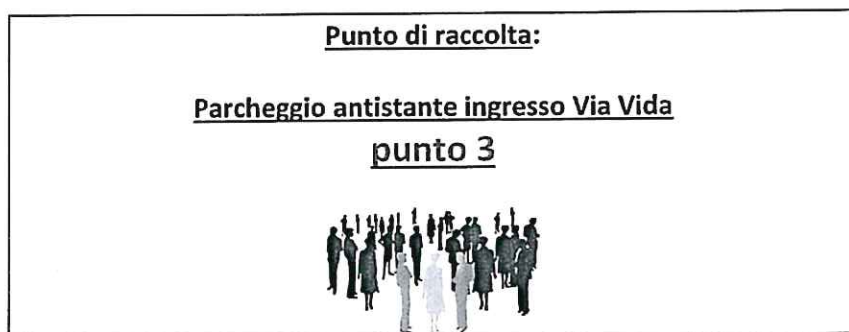 Punto di raccolta:
Parcheggio antistante ingresso Via Vida
punto 3